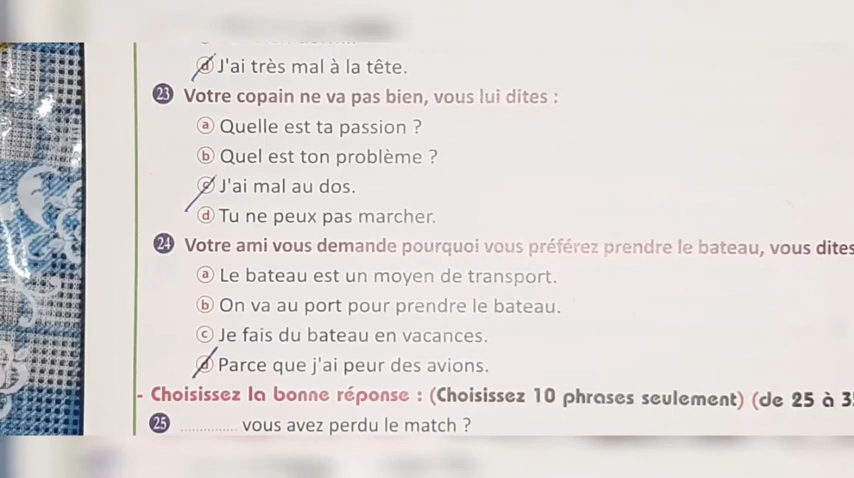 d J'ai très mal à la tête.
23 Votre copain ne va pas bien, vous lui dites :
a Quelle est ta passion ?
b Quel est ton problème ?
c J'ai mal au dos.
d Tu ne peux pas marcher.
24 Votre ami vous demande pourquoi vous préférez prendre le bateau, vous dites
a Le bateau est un moyen de transport.
b On va au port pour prendre le bateau.
c Je fais du bateau en vacances.
d Parce que j'ai peur des avions.
- Choisissez la bonne réponse : (Choisissez 10 phrases seulement) (de 25 à 3
25 .............. vous avez perdu le match ?